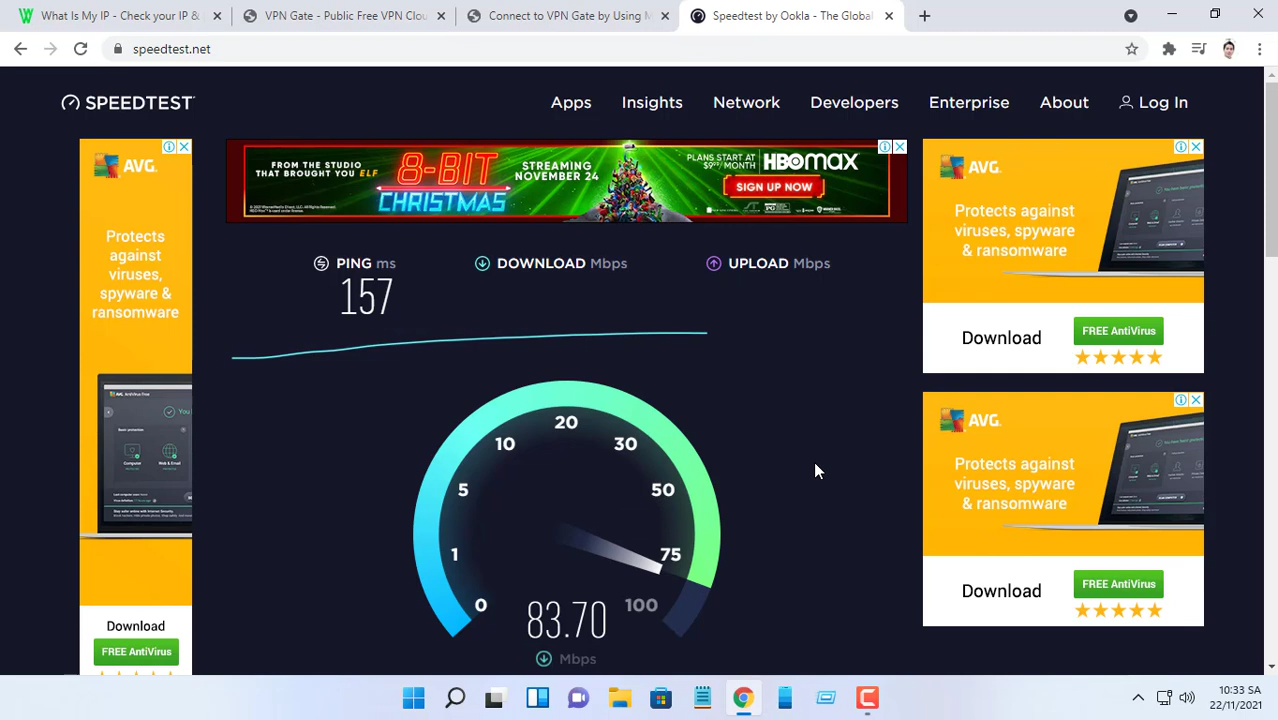 What Is My IP - Check your IP &
VPN Gate - Public Free VPN Clou
Connect to VPN Gate by Using M
Speedtest by Ookla - The Global
speedtest.net
SPEEDTEST
Apps
Insights
Network
Developers
Enterprise
About
Log In
AVG.
Protects
against
viruses,
spyware &
ransomware
Download
FREE AntiVirus
FROM THE STUDIO
THAT BROUGHT YOU ELF
8-BIT
CHRISTMAS
STREAMING
NOVEMBER 24
PLANS START AT
$9.99/MONTH
HBOMAX
SIGN UP NOW
PING ms
157
DOWNLOAD Mbps
UPLOAD Mbps
0
1
5
10
20
30
50
75
100
83.70
Mbps
AVG.
Protects against
viruses, spyware
& ransomware
Download
FREE AntiVirus
AVG.
Protects against
viruses, spyware
& ransomware
Download
FREE AntiVirus
10:33 SA
22/11/2021